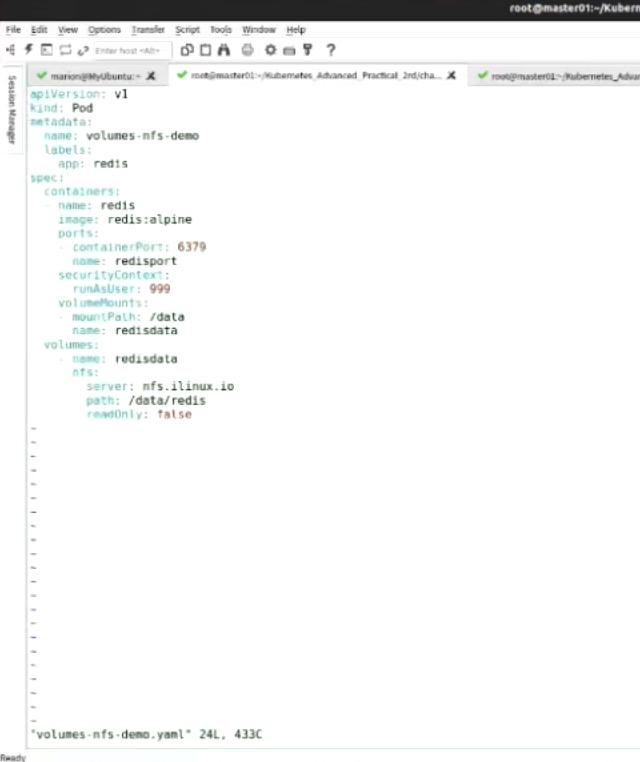 root@master01:~/Kubern
File Edit View Options Transfer Script Tools Window Help
Enter host <Alt+
marion@MyUbuntu:~ root@master01:~/Kubernetes_Advanced_Practical_2rd/cha... root@master01:~/Kubernetes_Advar
Session Manager
apiVersion: v1
kind: Pod
metadata:
  name: volumes-nfs-demo
  labels:
    app: redis
spec:
  containers:
  - name: redis
    image: redis:alpine
    ports:
    - containerPort: 6379
      name: redisport
    securityContext:
      runAsUser: 999
    volumeMounts:
    - mountPath: /data
      name: redisdata
  volumes:
    - name: redisdata
      nfs:
        server: nfs.ilinux.io
        path: /data/redis
        readOnly: false
"volumes-nfs-demo.yaml" 24L, 433C
Ready